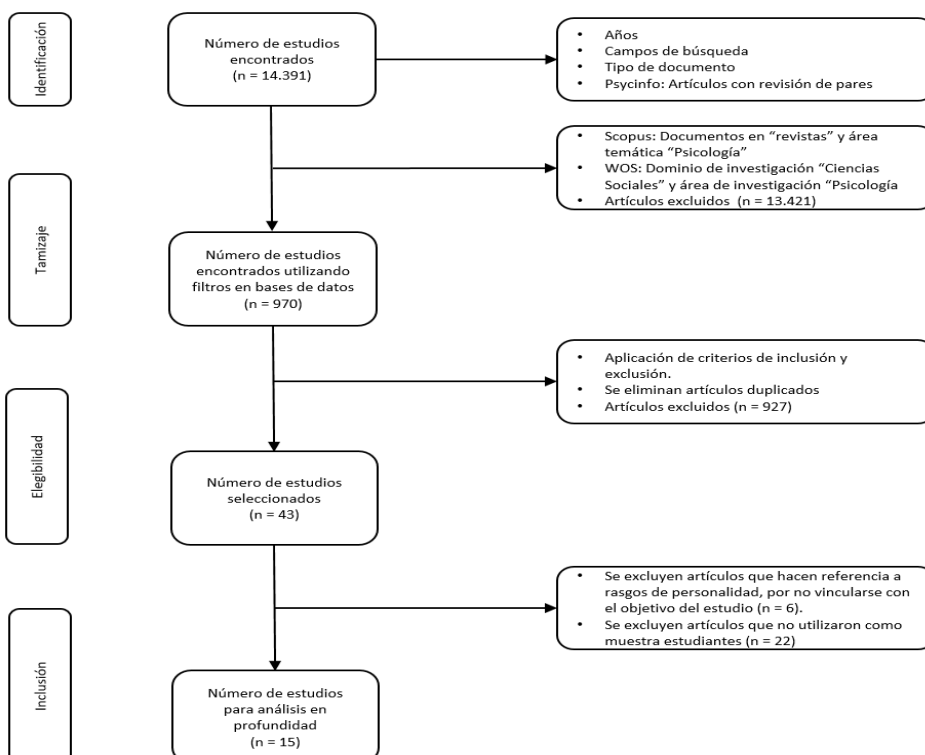 Identificación
Número de estudios
encontrados
(n = 14.391)
• Años
• Campos de búsqueda
• Tipo de documento
• Psycinfo: Artículos con revisión de pares
• Scopus: Documentos en “revistas” y área
temática “Psicología”
• WOS: Dominio de investigación “Ciencias
Sociales” y área de investigación “Psicología
• Artículos excluidos (n = 13.421)
Tamizaje
Número de estudios
encontrados utilizando
filtros en bases de datos
(n = 970)
• Aplicación de criterios de inclusión y
exclusión.
• Se eliminan artículos duplicados
• Artículos excluidos (n = 927)
Elegibilidad
Número de estudios
seleccionados
(n = 43)
• Se excluyen artículos que hacen referencia a
rasgos de personalidad, por no vincularse con
el objetivo del estudio (n = 6).
• Se excluyen artículos que no utilizaron como
muestra estudiantes (n = 22)
Inclusión
Número de estudios
para análisis en
profundidad
(n = 15)